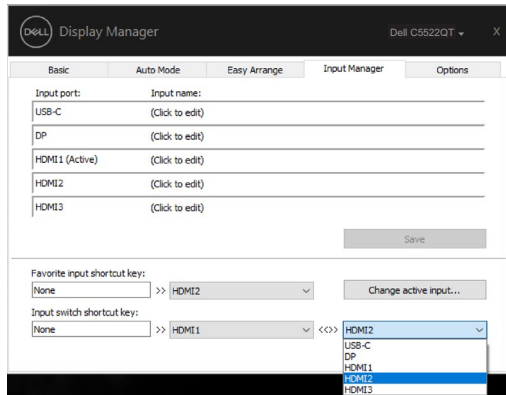 DELL Display Manager Dell C5522QT X
Basic Auto Mode Easy Arrange Input Manager Options
Input port: Input name:
USB-C (Click to edit)
DP (Click to edit)
HDMI1 (Active) (Click to edit)
HDMI2 (Click to edit)
HDMI3 (Click to edit)
Save
Favorite input shortcut key:
None >> HDMI2 Change active input...
Input switch shortcut key:
None >> HDMI1 <<>> HDMI2
USB-C
DP
HDMI1
HDMI2
HDMI3